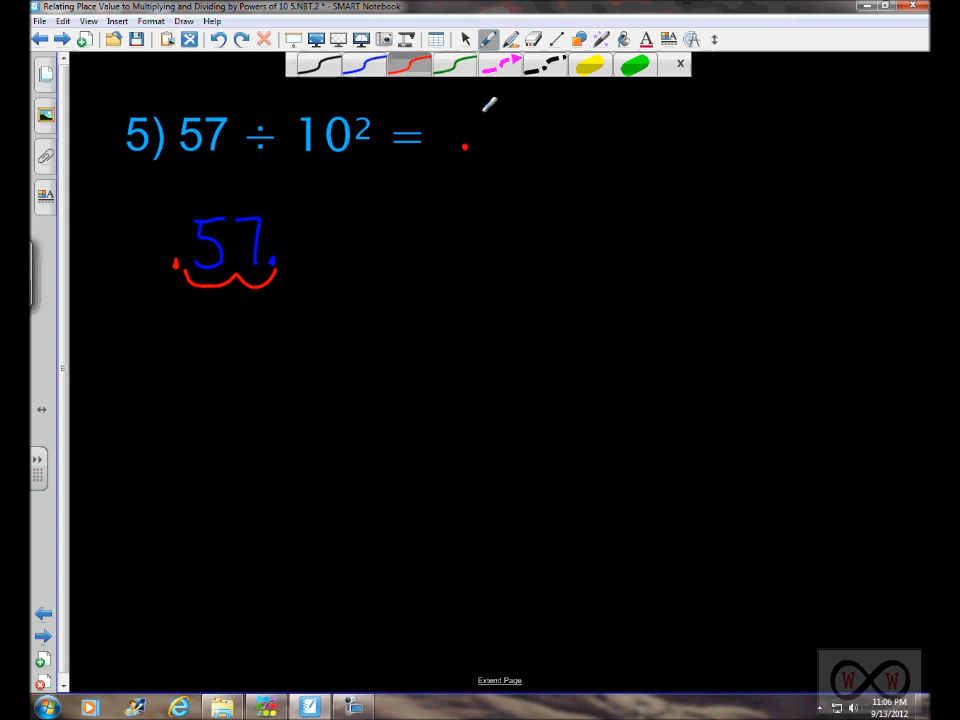 Relating Place Value to Multiplying and Dividing by Powers of 10 5.NBT.2 * - SMART Notebook
File Edit View Insert Format Draw Help
x
5) 57 ÷ 10² = .
.57.
Extend Page
W W
11:06 PM
9/13/2012